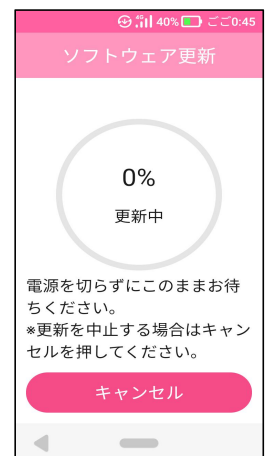 4G 40% ごご0:45
ソフトウェア更新
0%
更新中
電源を切らずにこのままお待
ちください。
*更新を中止する場合はキャン
セルを押してください。
キャンセル